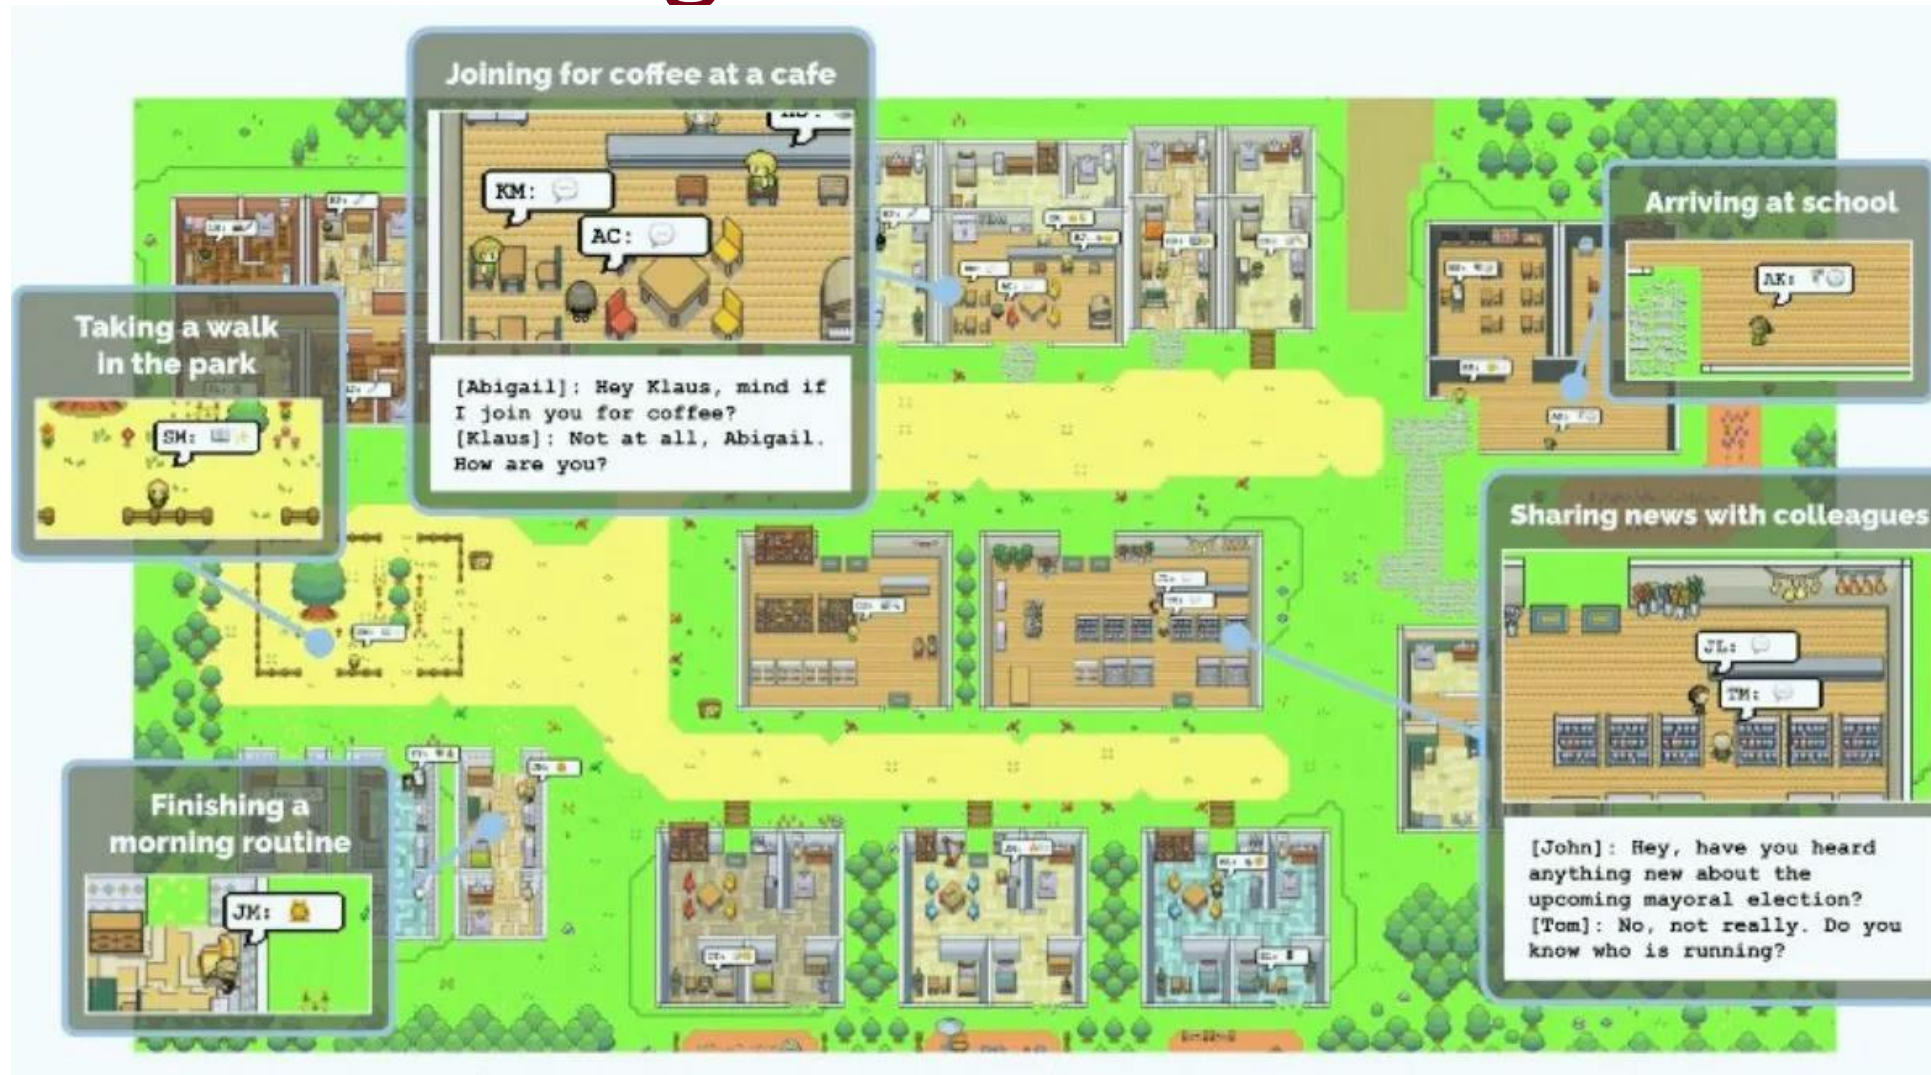 Joining for coffee at a cafe
KM:
AC:
[Abigail]: Hey Klaus, mind if
I join you for coffee?
[Klaus]: Not at all, Abigail.
How are you?
Taking a walk
in the park
SM:
Arriving at school
AK:
Sharing news with colleagues
JL:
TM:
[John]: Hey, have you heard
anything new about the
upcoming mayoral election?
[Tom]: No, not really. Do you
know who is running?
Finishing a
morning routine
JM: